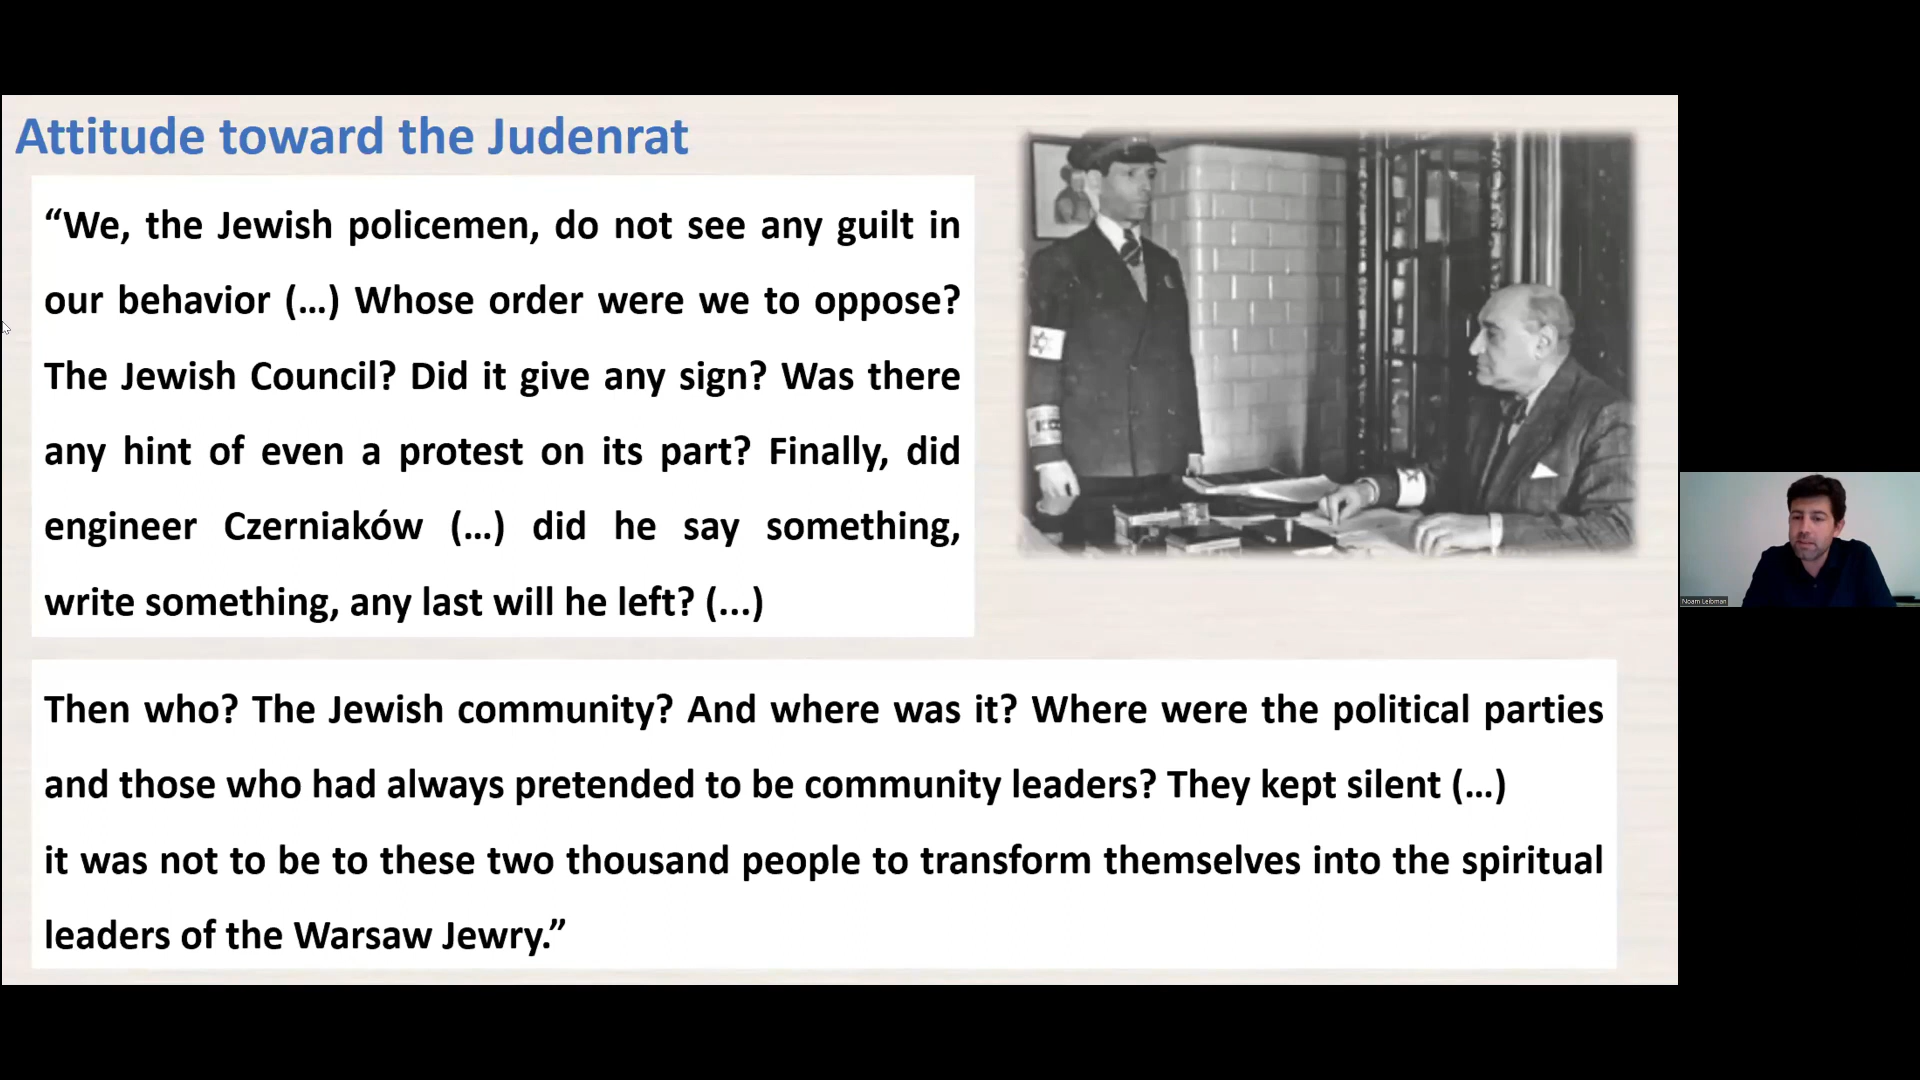 Attitude toward the Judenrat
“We, the Jewish policemen, do not see any guilt in
our behavior (...) Whose order were we to oppose?
The Jewish Council? Did it give any sign? Was there
any hint of even a protest on its part? Finally, did
engineer Czerniaków (...) did he say something,
write something, any last will he left? (...)
Then who? The Jewish community? And where was it? Where were the political parties
and those who had always pretended to be community leaders? They kept silent (...)
it was not to be to these two thousand people to transform themselves into the spiritual
leaders of the Warsaw Jewry.”
Noam Leibman